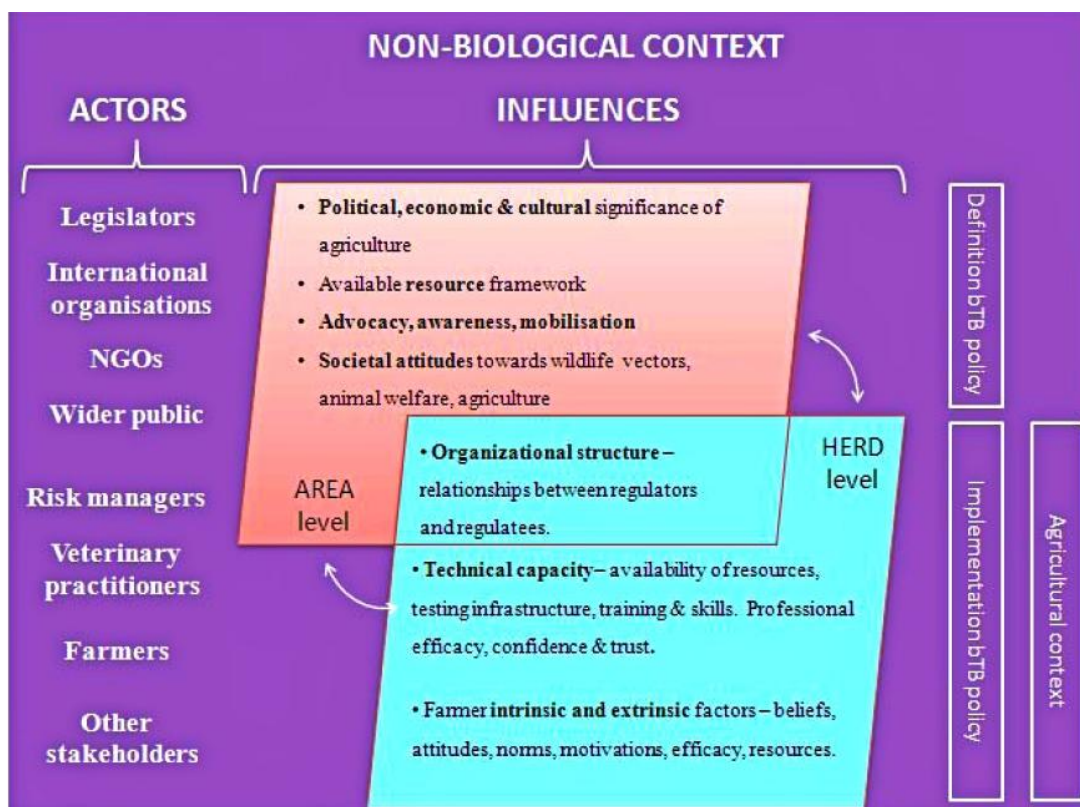 NON-BIOLOGICAL CONTEXT
ACTORS
INFLUENCES
Legislators
International
organisations
NGOs
Wider public
Risk managers
Veterinary
practitioners
Farmers
Other
stakeholders
• Political, economic & cultural significance of
agriculture
• Available resource framework
• Advocacy, awareness, mobilisation
• Societal attitudes towards wildlife vectors,
animal welfare, agriculture
AREA
level
• Organizational structure –
relationships between regulators
and regulatees.
HERD
level
• Technical capacity – availability of resources,
testing infrastructure, training & skills. Professional
efficacy, confidence & trust.
• Farmer intrinsic and extrinsic factors – beliefs,
attitudes, norms, motivations, efficacy, resources.
Definition bTB policy
Implementation bTB policy
Agricultural context